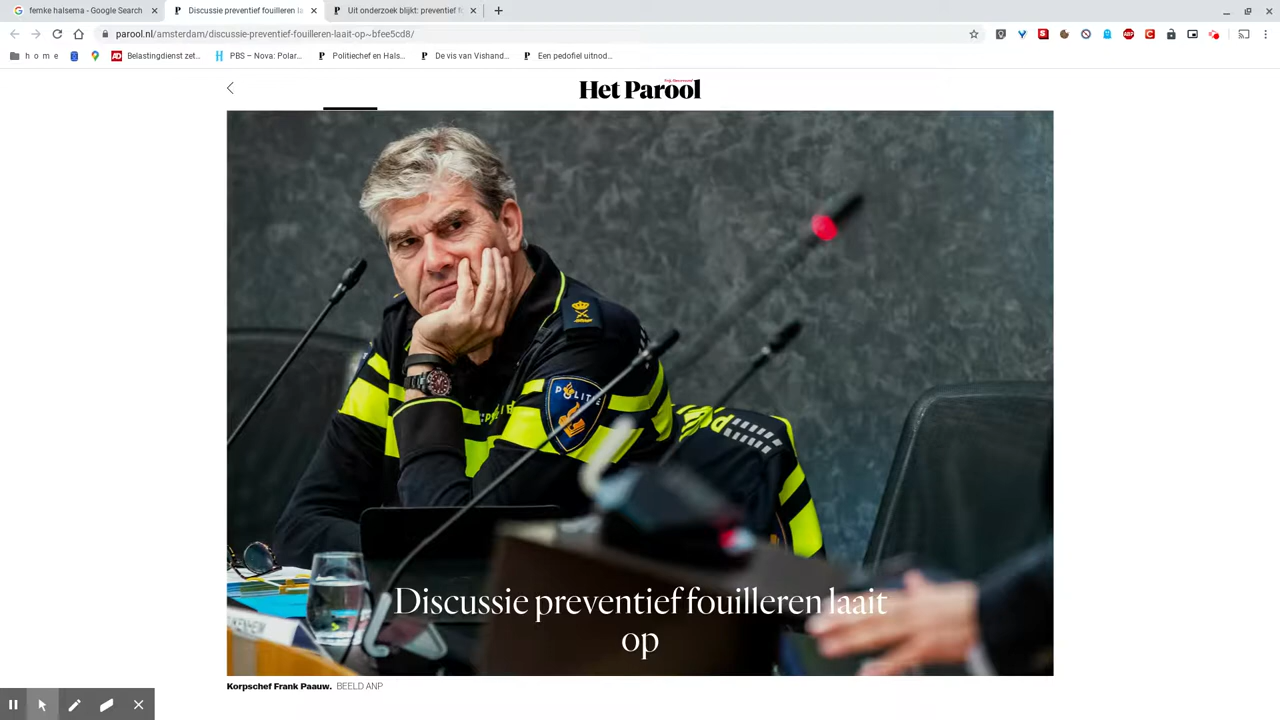 femke halsema - Google Search
Discussie preventief fouilleren la
Uit onderzoek blijkt: preventief f
parool.nl/amsterdam/discussie-preventief-fouilleren-laait-op~bfee5cd8/
h o m e
Belastingdienst zet...
PBS – Nova: Polar...
Politiechef en Hals...
De vis van Vishand...
Een pedofiel uitnod...
Het Parool
POLITIE
Discussie preventief fouilleren laait
op
Korpschef Frank Paauw. BEELD ANP